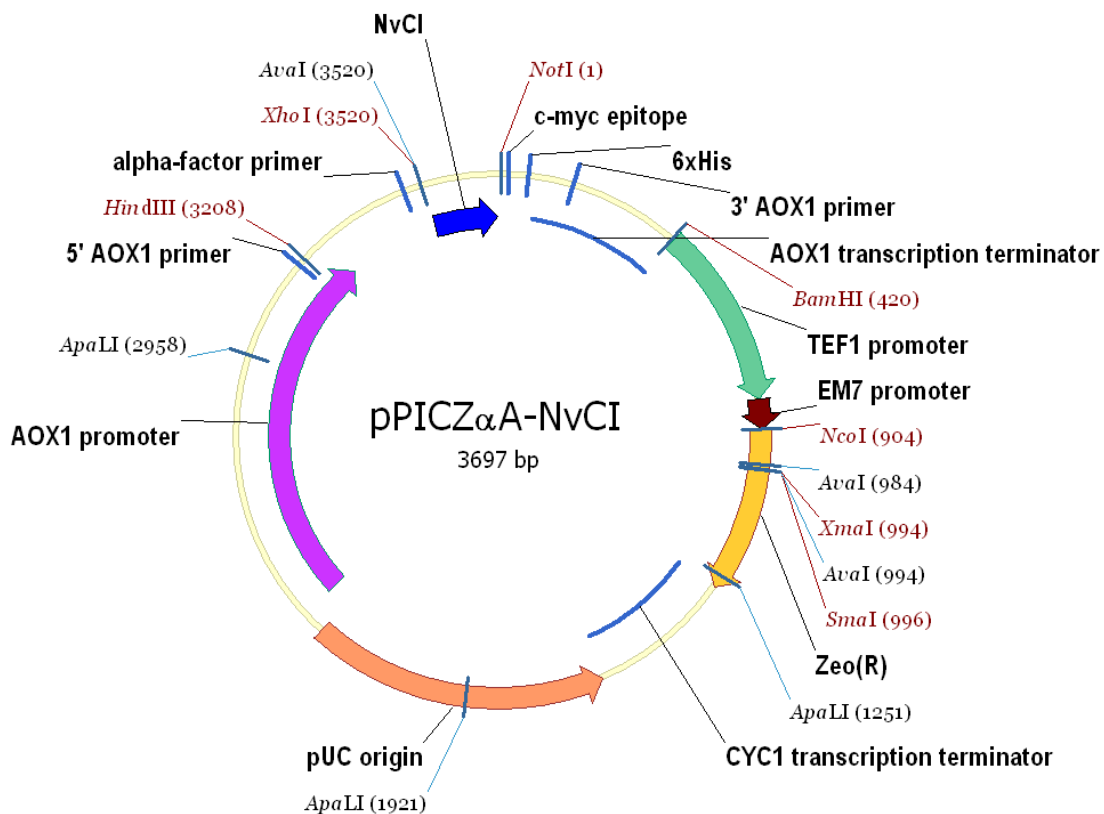 NvCI
AvaI (3520)
NotI (1)
XhoI (3520)
c-myc epitope
alpha-factor primer
6xHis
HindIII (3208)
3' AOX1 primer
5' AOX1 primer
AOX1 transcription terminator
BamHI (420)
ApaLI (2958)
TEF1 promoter
EM7 promoter
pPICZαA-NvCI
AOX1 promoter
NcoI (904)
3697 bp
AvaI (984)
XmaI (994)
AvaI (994)
SmaI (996)
Zeo(R)
ApaLI (1251)
pUC origin
CYC1 transcription terminator
ApaLI (1921)